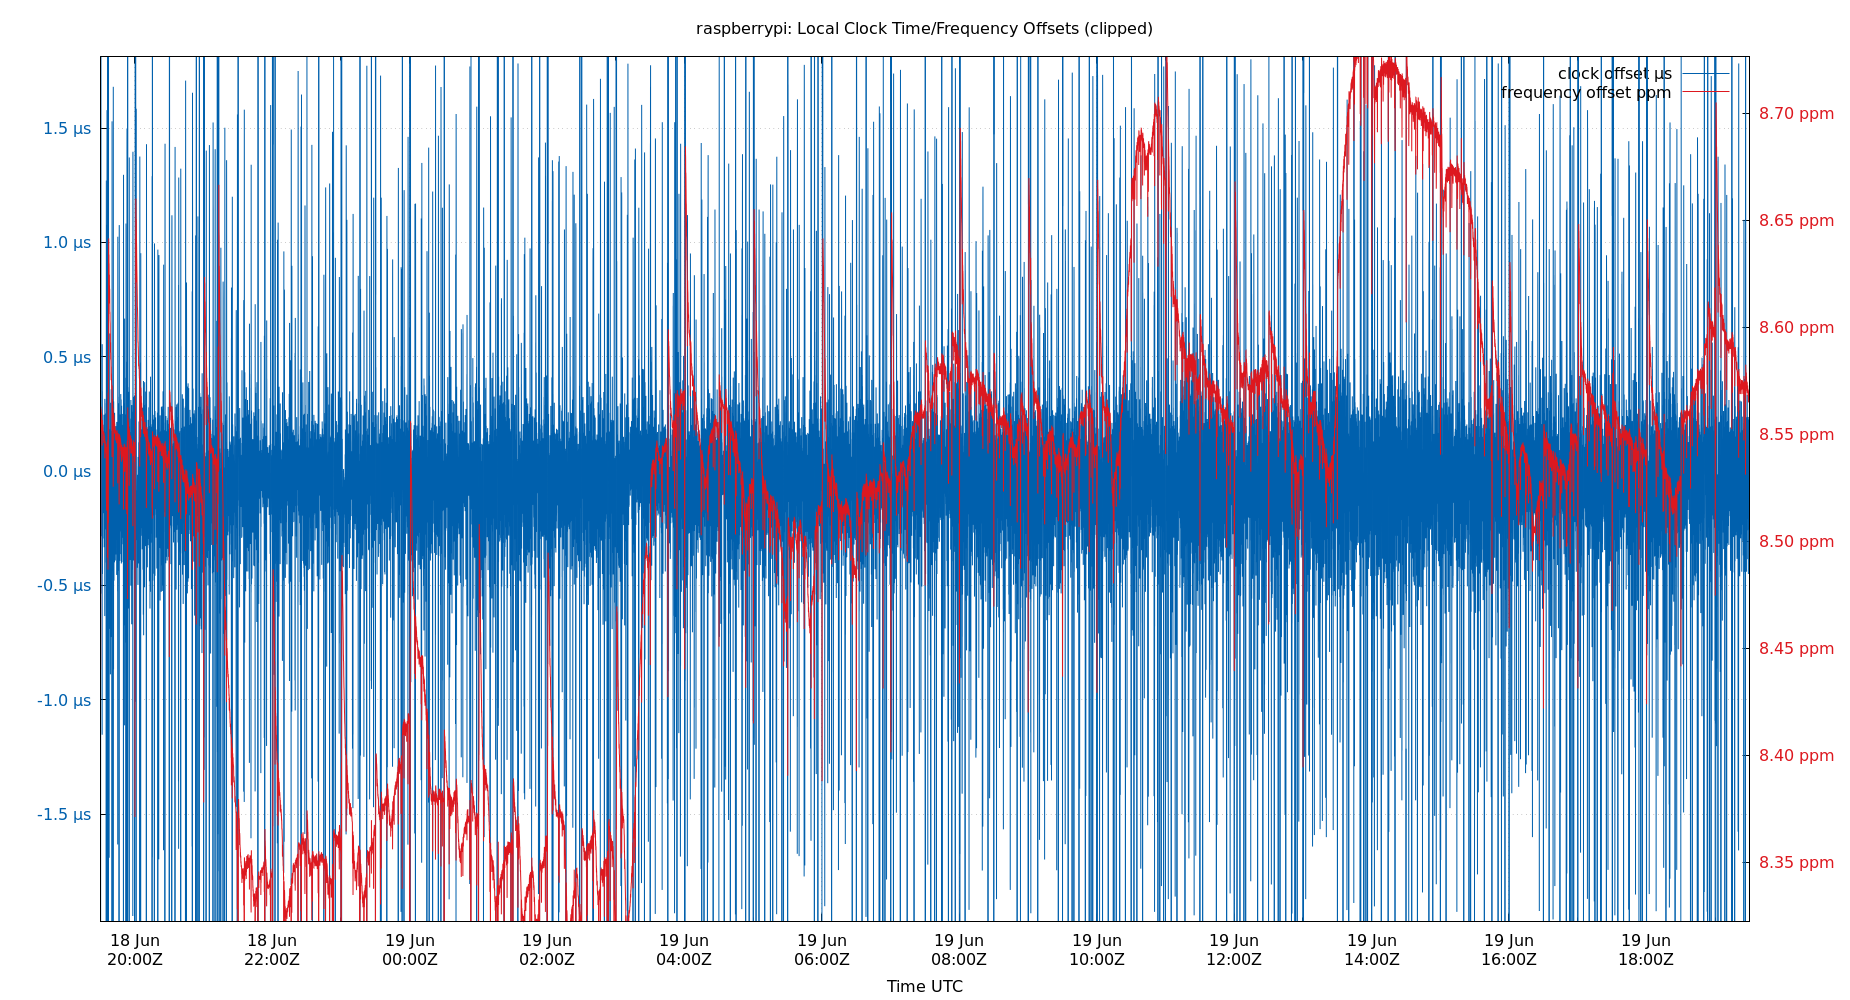 raspberrypi: Local Clock Time/Frequency Offsets (clipped)
clock offset µs
frequency offset ppm
1.5 µs
1.0 µs
0.5 µs
0.0 µs
-0.5 µs
-1.0 µs
-1.5 µs
8.70 ppm
8.65 ppm
8.60 ppm
8.55 ppm
8.50 ppm
8.45 ppm
8.40 ppm
8.35 ppm
18 Jun 18 Jun 19 Jun 19 Jun 19 Jun 19 Jun 19 Jun 19 Jun 19 Jun 19 Jun 19 Jun 19 Jun
20:00Z 22:00Z 00:00Z 02:00Z 04:00Z 06:00Z 08:00Z 10:00Z 12:00Z 14:00Z 16:00Z 18:00Z
Time UTC